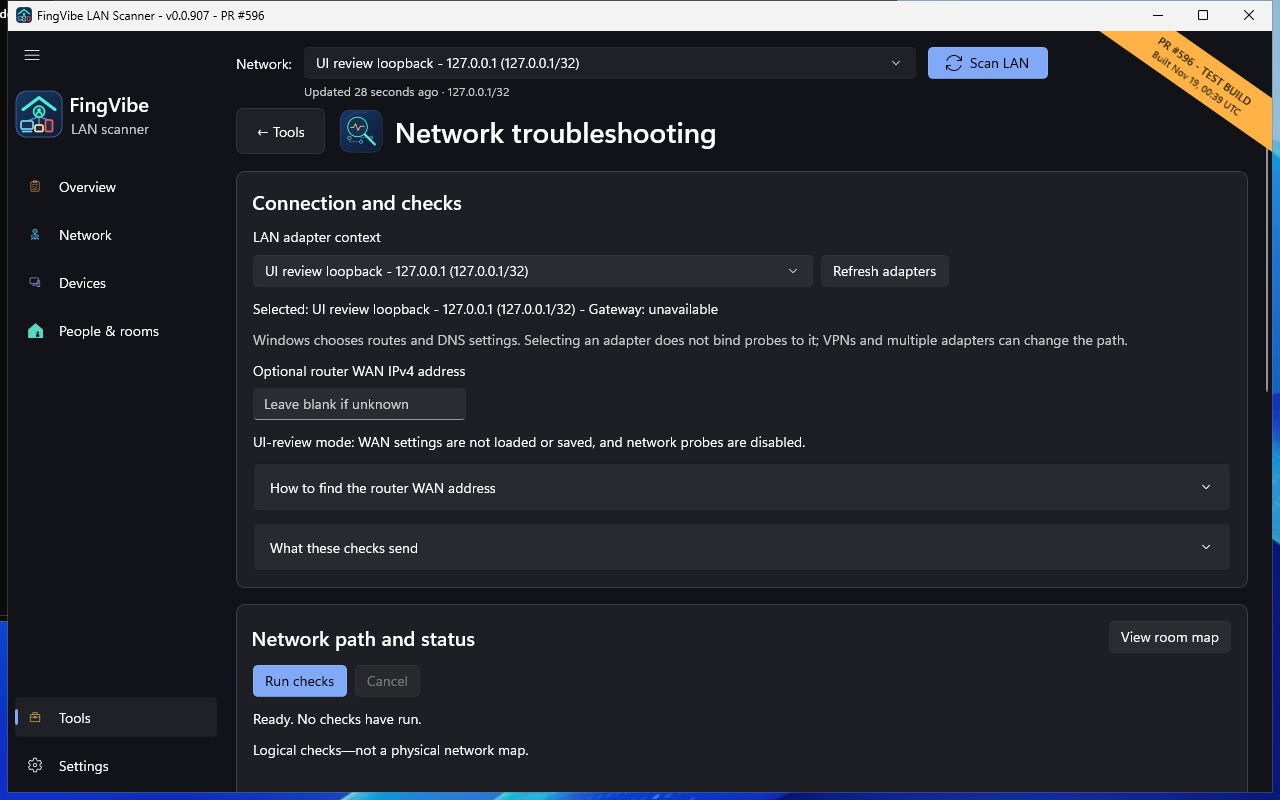 FingVibe LAN Scanner - v0.0.907 - PR #596
Network:
UI review loopback - 127.0.0.1 (127.0.0.1/32)
Scan LAN
Updated 28 seconds ago · 127.0.0.1/32
PR #596 - TEST BUILD
Built Nov 19, 00:39 UTC
FingVibe
LAN scanner
Overview
Network
Devices
People & rooms
Tools
Settings
← Tools
Network troubleshooting
Connection and checks
LAN adapter context
UI review loopback - 127.0.0.1 (127.0.0.1/32)
Refresh adapters
Selected: UI review loopback - 127.0.0.1 (127.0.0.1/32) - Gateway: unavailable
Windows chooses routes and DNS settings. Selecting an adapter does not bind probes to it; VPNs and multiple adapters can change the path.
Optional router WAN IPv4 address
Leave blank if unknown
UI-review mode: WAN settings are not loaded or saved, and network probes are disabled.
How to find the router WAN address
What these checks send
Network path and status
View room map
Run checks
Cancel
Ready. No checks have run.
Logical checks—not a physical network map.